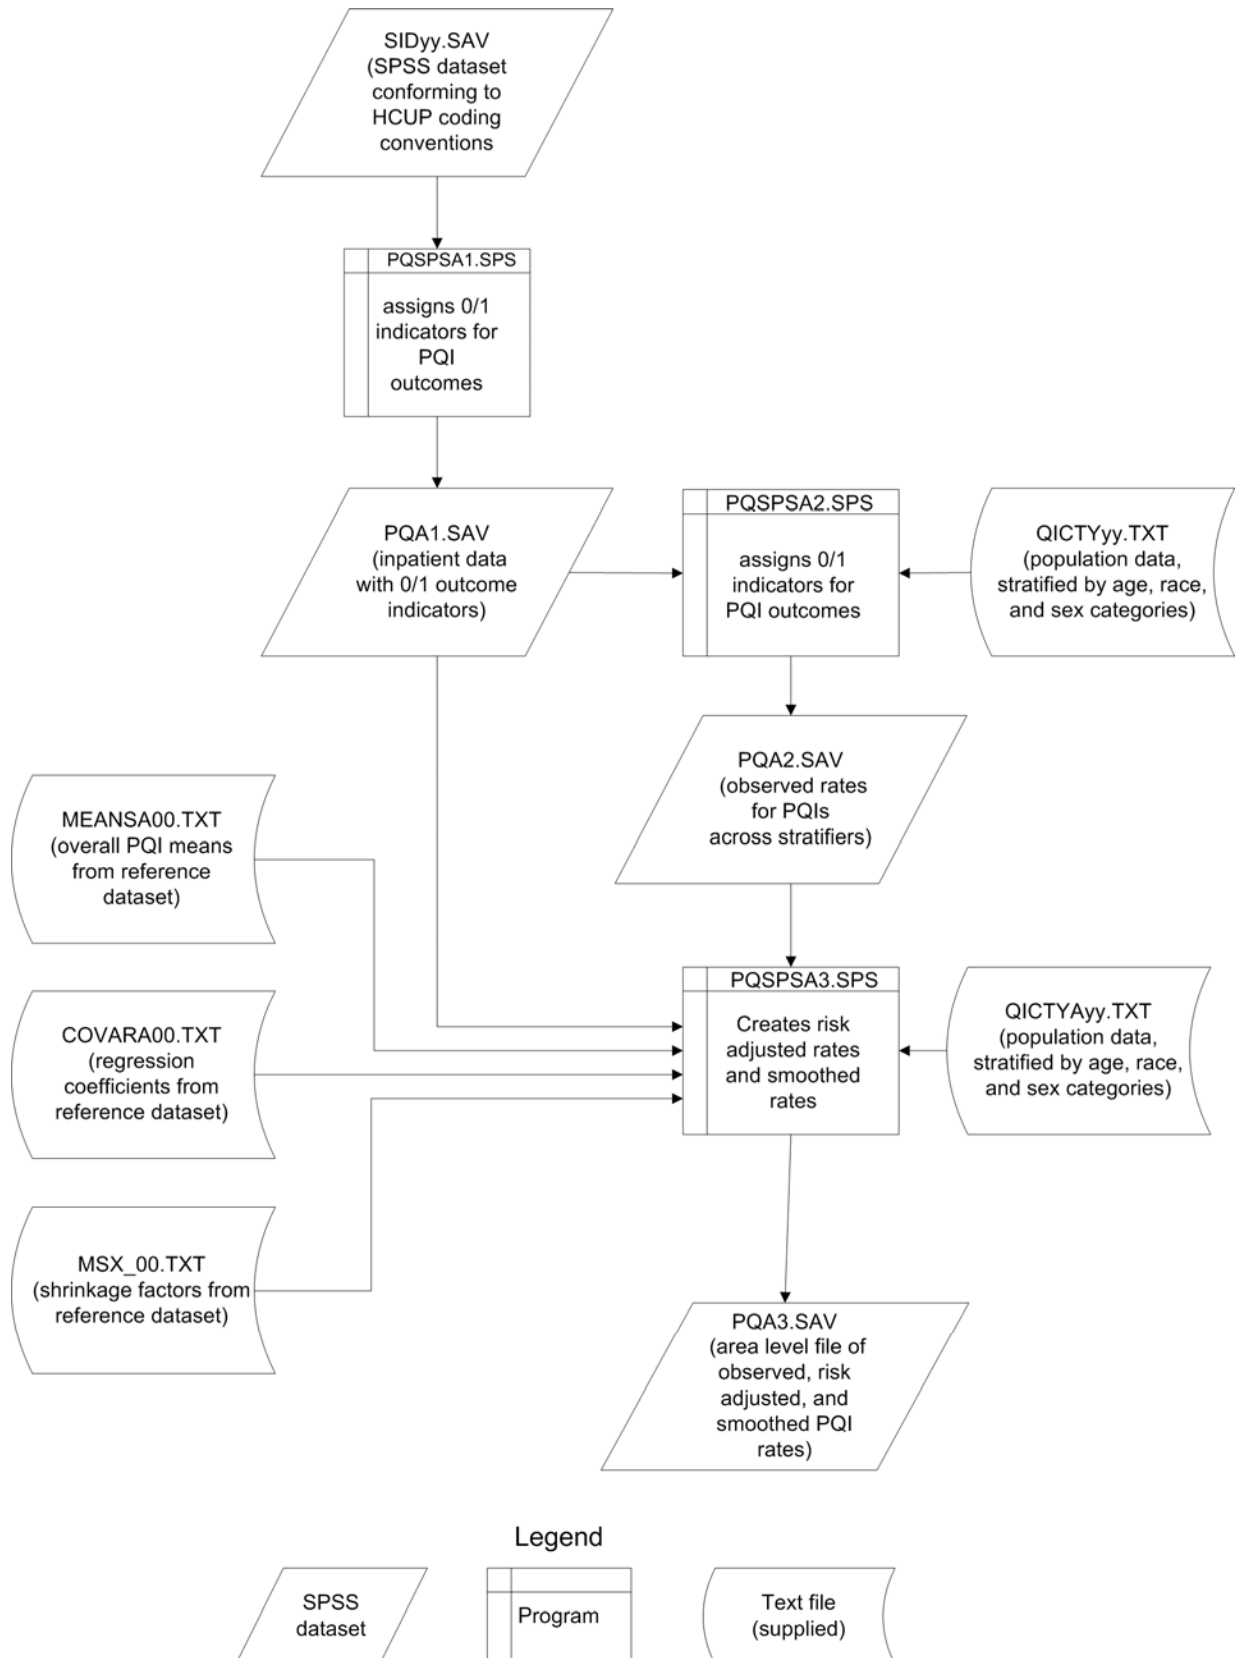 SIDyy.SAV
(SPSS dataset
conforming to
HCUP coding
conventions
PQSPSA1.SPS
assigns 0/1
indicators for
PQI
outcomes
PQA1.SAV
(inpatient data
with 0/1 outcome
indicators)
PQSPSA2.SPS
assigns 0/1
indicators for
PQI outcomes
QICTYyy.TXT
(population data,
stratified by age, race,
and sex categories)
PQA2.SAV
(observed rates
for PQIs
across stratifiers)
MEANSA00.TXT
(overall PQI means
from reference
dataset)
COVARA00.TXT
(regression
coefficients from
reference dataset)
MSX_00.TXT
(shrinkage factors from
reference dataset)
PQSPSA3.SPS
Creates risk
adjusted rates
and smoothed
rates
QICTYAyy.TXT
(population data,
stratified by age, race,
and sex categories)
PQA3.SAV
(area level file of
observed, risk
adjusted, and
smoothed PQI
rates)
Legend
SPSS
dataset
Program
Text file
(supplied)